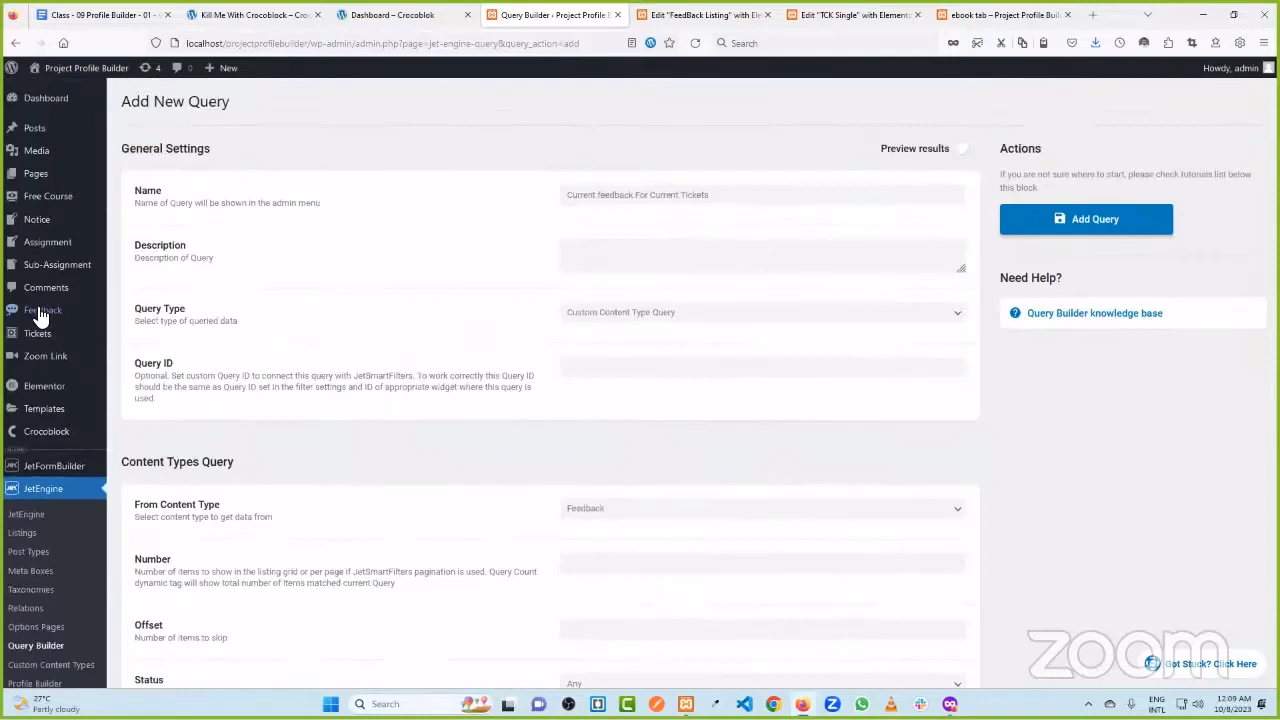 Class - 09 Profile Builder - 01 -
Kill Me With Crocoblock - Croc
Dashboard - Crocoblok
Query Builder - Project Profile B
Edit "FeedBack Listing" with Ele
Edit "TCK Single" with Elemento
ebook tab - Profile Project Buil
localhost/projectprofilebuilder/wp-admin/admin.php?page=jet-engine-query&query_action=add
Search
Project Profile Builder
4
0
New
Howdy, admin
Dashboard
Posts
Media
Pages
Free Course
Notice
Assignment
Sub-Assignment
Comments
Feedback
Tickets
Zoom Link
Elementor
Templates
Crocoblock
JetFormBuilder
JetEngine
JetEngine
Listings
Post Types
Meta Boxes
Taxonomies
Relations
Options Pages
Query Builder
Custom Content Types
Profile Builder
Add New Query
General Settings
Preview results
Name
Name of Query will be shown in the admin menu
Current feedback For Current Tickets
Description
Description of Query
Query Type
Select type of queried data
Custom Content Type Query
Query ID
Optional. Set custom Query ID to connect this query with JetSmartFilters. To work correctly this Query ID
should be the same as Query ID set in the filter settings and ID of appropriate widget where this query is
used.
Content Types Query
From Content Type
Select content type to get data from
Feedback
Number
Number of items to show in the listing grid or per page if JetSmartFilters pagination is used. Query Count
dynamic tag will show total number of items matched current Query
Offset
Number of items to skip
Status
Any
Actions
If you are not sure where to start, please check tutorials list below
this block
Add Query
Need Help?
Query Builder knowledge base
zoom
Got Stuck? Click Here
27°C
Partly cloudy
Search
ENG
INTL
12:09 AM
10/8/2023